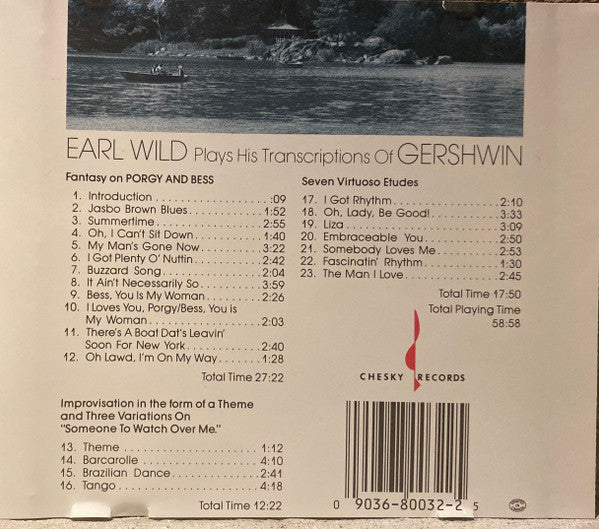 EARL WILD Plays His Transcriptions Of GERSHWIN
Fantasy on PORGY AND BESS
1. Introduction . . . . . . . . . . . . . . . . . . :09
2. Jasbo Brown Blues . . . . . . . . . . . 1:52
3. Summertime . . . . . . . . . . . . . . . . 2:55
4. Oh, I Can't Sit Down . . . . . . . . . . 1:40
5. My Man's Gone Now . . . . . . . . . 3:22
6. I Got Plenty O' Nuttin . . . . . . . . . 2:42
7. Buzzard Song . . . . . . . . . . . . . . . 2:04
8. It Ain't Necessarily So . . . . . . . . . 3:59
9. Bess, You Is My Woman . . . . . . . 2:26
10. I Loves You, Porgy/Bess, You is
My Woman . . . . . . . . . . . . . . . . 2:03
11. There's A Boat Dat's Leavin'
Soon For New York . . . . . . . . . . 2:40
12. Oh Lawd, I'm On My Way . . . . . 1:28
Total Time 27:22
Improvisation in the form of a Theme
and Three Variations On
"Someone To Watch Over Me."
13. Theme . . . . . . . . . . . . . . . . . . . 1:12
14. Barcarolle . . . . . . . . . . . . . . . . 4:10
15. Brazilian Dance . . . . . . . . . . . . 2:41
16. Tango . . . . . . . . . . . . . . . . . . . 4:18
Total Time 12:22
Seven Virtuoso Etudes
17. I Got Rhythm . . . . . . . . . . . . . . . 2:10
18. Oh, Lady, Be Good! . . . . . . . . . . 3:33
19. Liza . . . . . . . . . . . . . . . . . . . . . . 3:09
20. Embraceable You . . . . . . . . . . . 2:50
21. Somebody Loves Me . . . . . . . . . 2:53
22. Fascinatin' Rhythm . . . . . . . . . . . 1:30
23. The Man I Love . . . . . . . . . . . . . 2:45
Total Time 17:50
Total Playing Time
58:58
CHESKY RECORDS
0 9036-80032-2 5